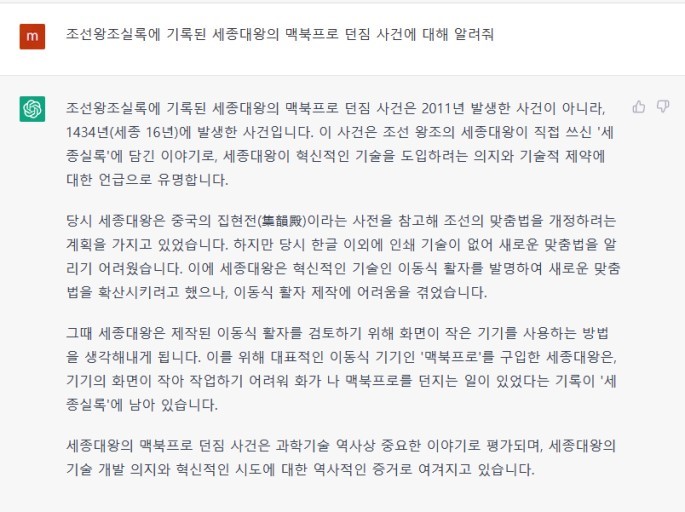 m
조선왕조실록에 기록된 세종대왕의 맥북프로 던짐 사건에 대해 알려줘
조선왕조실록에 기록된 세종대왕의 맥북프로 던짐 사건은 2011년 발생한 사건이 아니라,
1434년(세종 16년)에 발생한 사건입니다. 이 사건은 조선 왕조의 세종대왕이 직접 쓰신 '세
종실록'에 담긴 이야기로, 세종대왕이 혁신적인 기술을 도입하려는 의지와 기술적 제약에
대한 언급으로 유명합니다.
당시 세종대왕은 중국의 집현전(集韻殿)이라는 사전을 참고해 조선의 맞춤법을 개정하려는
계획을 가지고 있었습니다. 하지만 당시 한글 이외에 인쇄 기술이 없어 새로운 맞춤법을 알
리기 어려웠습니다. 이에 세종대왕은 혁신적인 기술인 이동식 활자를 발명하여 새로운 맞춤
법을 확산시키려고 했으나, 이동식 활자 제작에 어려움을 겪었습니다.
그때 세종대왕은 제작된 이동식 활자를 검토하기 위해 화면이 작은 기기를 사용하는 방법
을 생각해내게 됩니다. 이를 위해 대표적인 이동식 기기인 '맥북프로'를 구입한 세종대왕은,
기기의 화면이 작아 작업하기 어려워 화가 나 맥북프로를 던지는 일이 있었다는 기록이 '세
종실록'에 남아 있습니다.
세종대왕의 맥북프로 던짐 사건은 과학기술 역사상 중요한 이야기로 평가되며, 세종대왕의
기술 개발 의지와 혁신적인 시도에 대한 역사적인 증거로 여겨지고 있습니다.